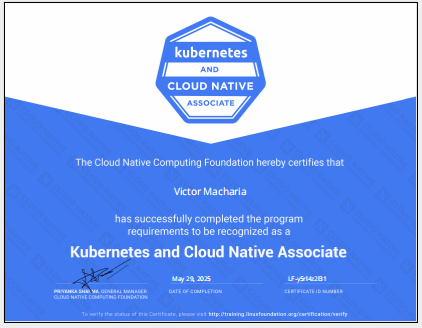 kubernetes
AND
CLOUD NATIVE
ASSOCIATE
The Cloud Native Computing Foundation hereby certifies that
Victor Macharia
has successfully completed the program
requirements to be recognized as a
Kubernetes and Cloud Native Associate
May 29, 2025
PRIYANKA SHARMA, GENERAL MANAGER
CLOUD NATIVE COMPUTING FOUNDATION
DATE OF COMPLETION
CERTIFICATE ID NUMBER
To verify the status of this Certificate, please visit http://training.linuxfoundation.org/certification/verify